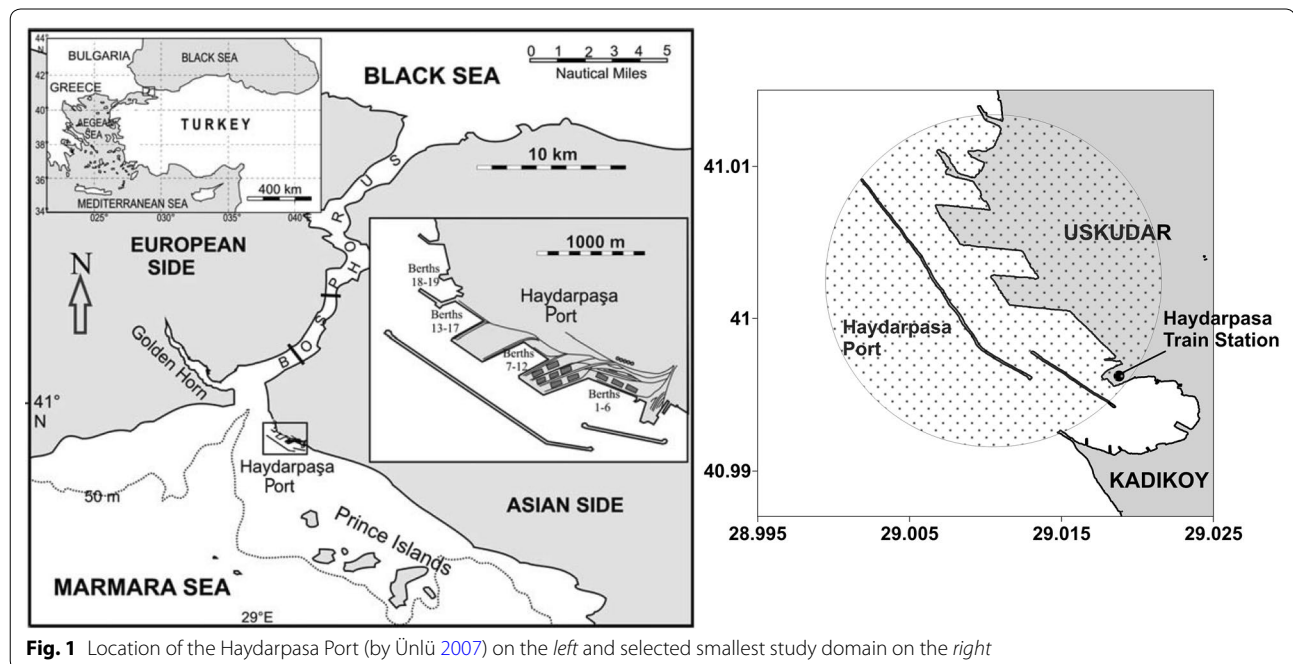 44°
N
42
40
38
36
34°
025°
030°
035°
040°E
BULGARIA
BLACK SEA
GREECE
AEGEAN
SEA
TURKEY
MEDITERRANEAN SEA
400 km
BLACK SEA
0 1 2 3 4 5
Nautical Miles
10 km
EUROPEAN
SIDE
N
BOSPHORUS
Golden Horn
41°
N
1000 m
Berths
18-19
Berths
13-17
Haydarpaşa
Port
Berths
7-12
Berths
1-6
Haydarpaşa
Port
50 m
ASIAN SIDE
Prince Islands
MARMARA SEA
29°E
41.01
41
40.99
28.995
29.005
29.015
29.025
USKUDAR
Haydarpasa
Port
Haydarpasa
Train Station
KADIKOY
Fig. 1 Location of the Haydarpasa Port (by Ünlü 2007) on the left and selected smallest study domain on the right